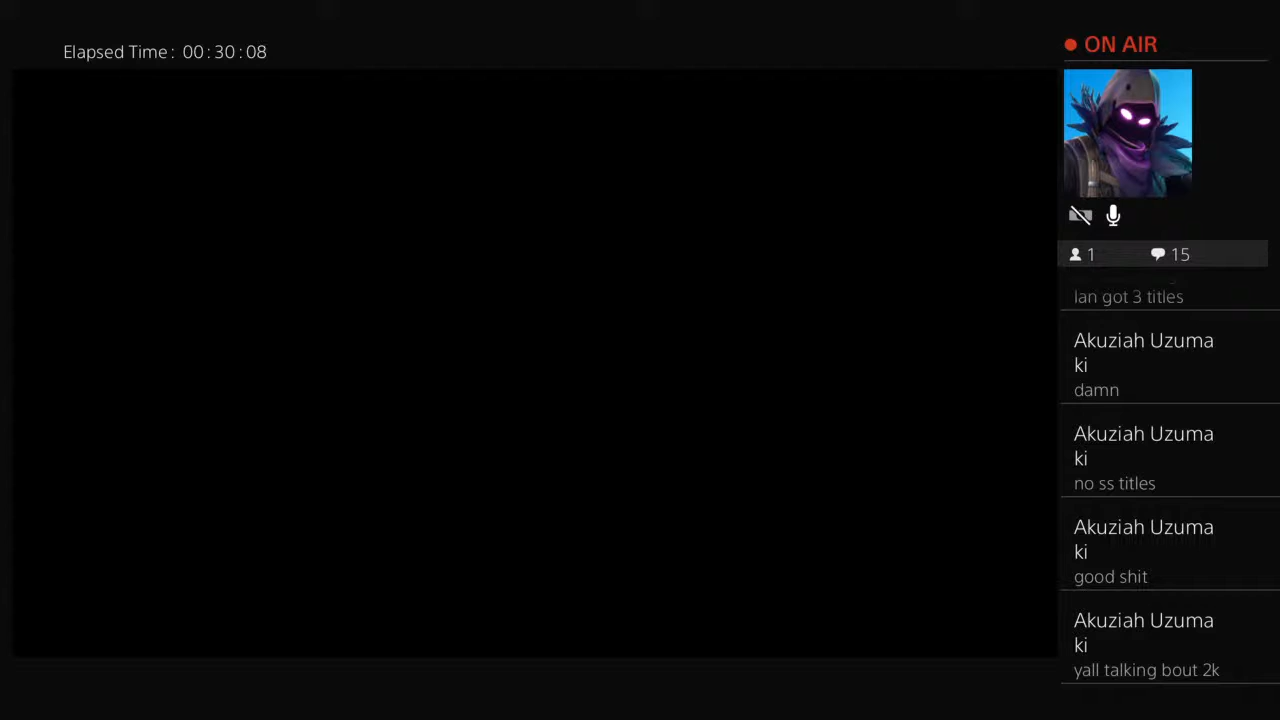 Elapsed Time: 00:30:08
ON AIR
1 15
lan got 3 titles
Akuziah Uzuma
ki
damn
Akuziah Uzuma
ki
no ss titles
Akuziah Uzuma
ki
good shit
Akuziah Uzuma
ki
yall talking bout 2k